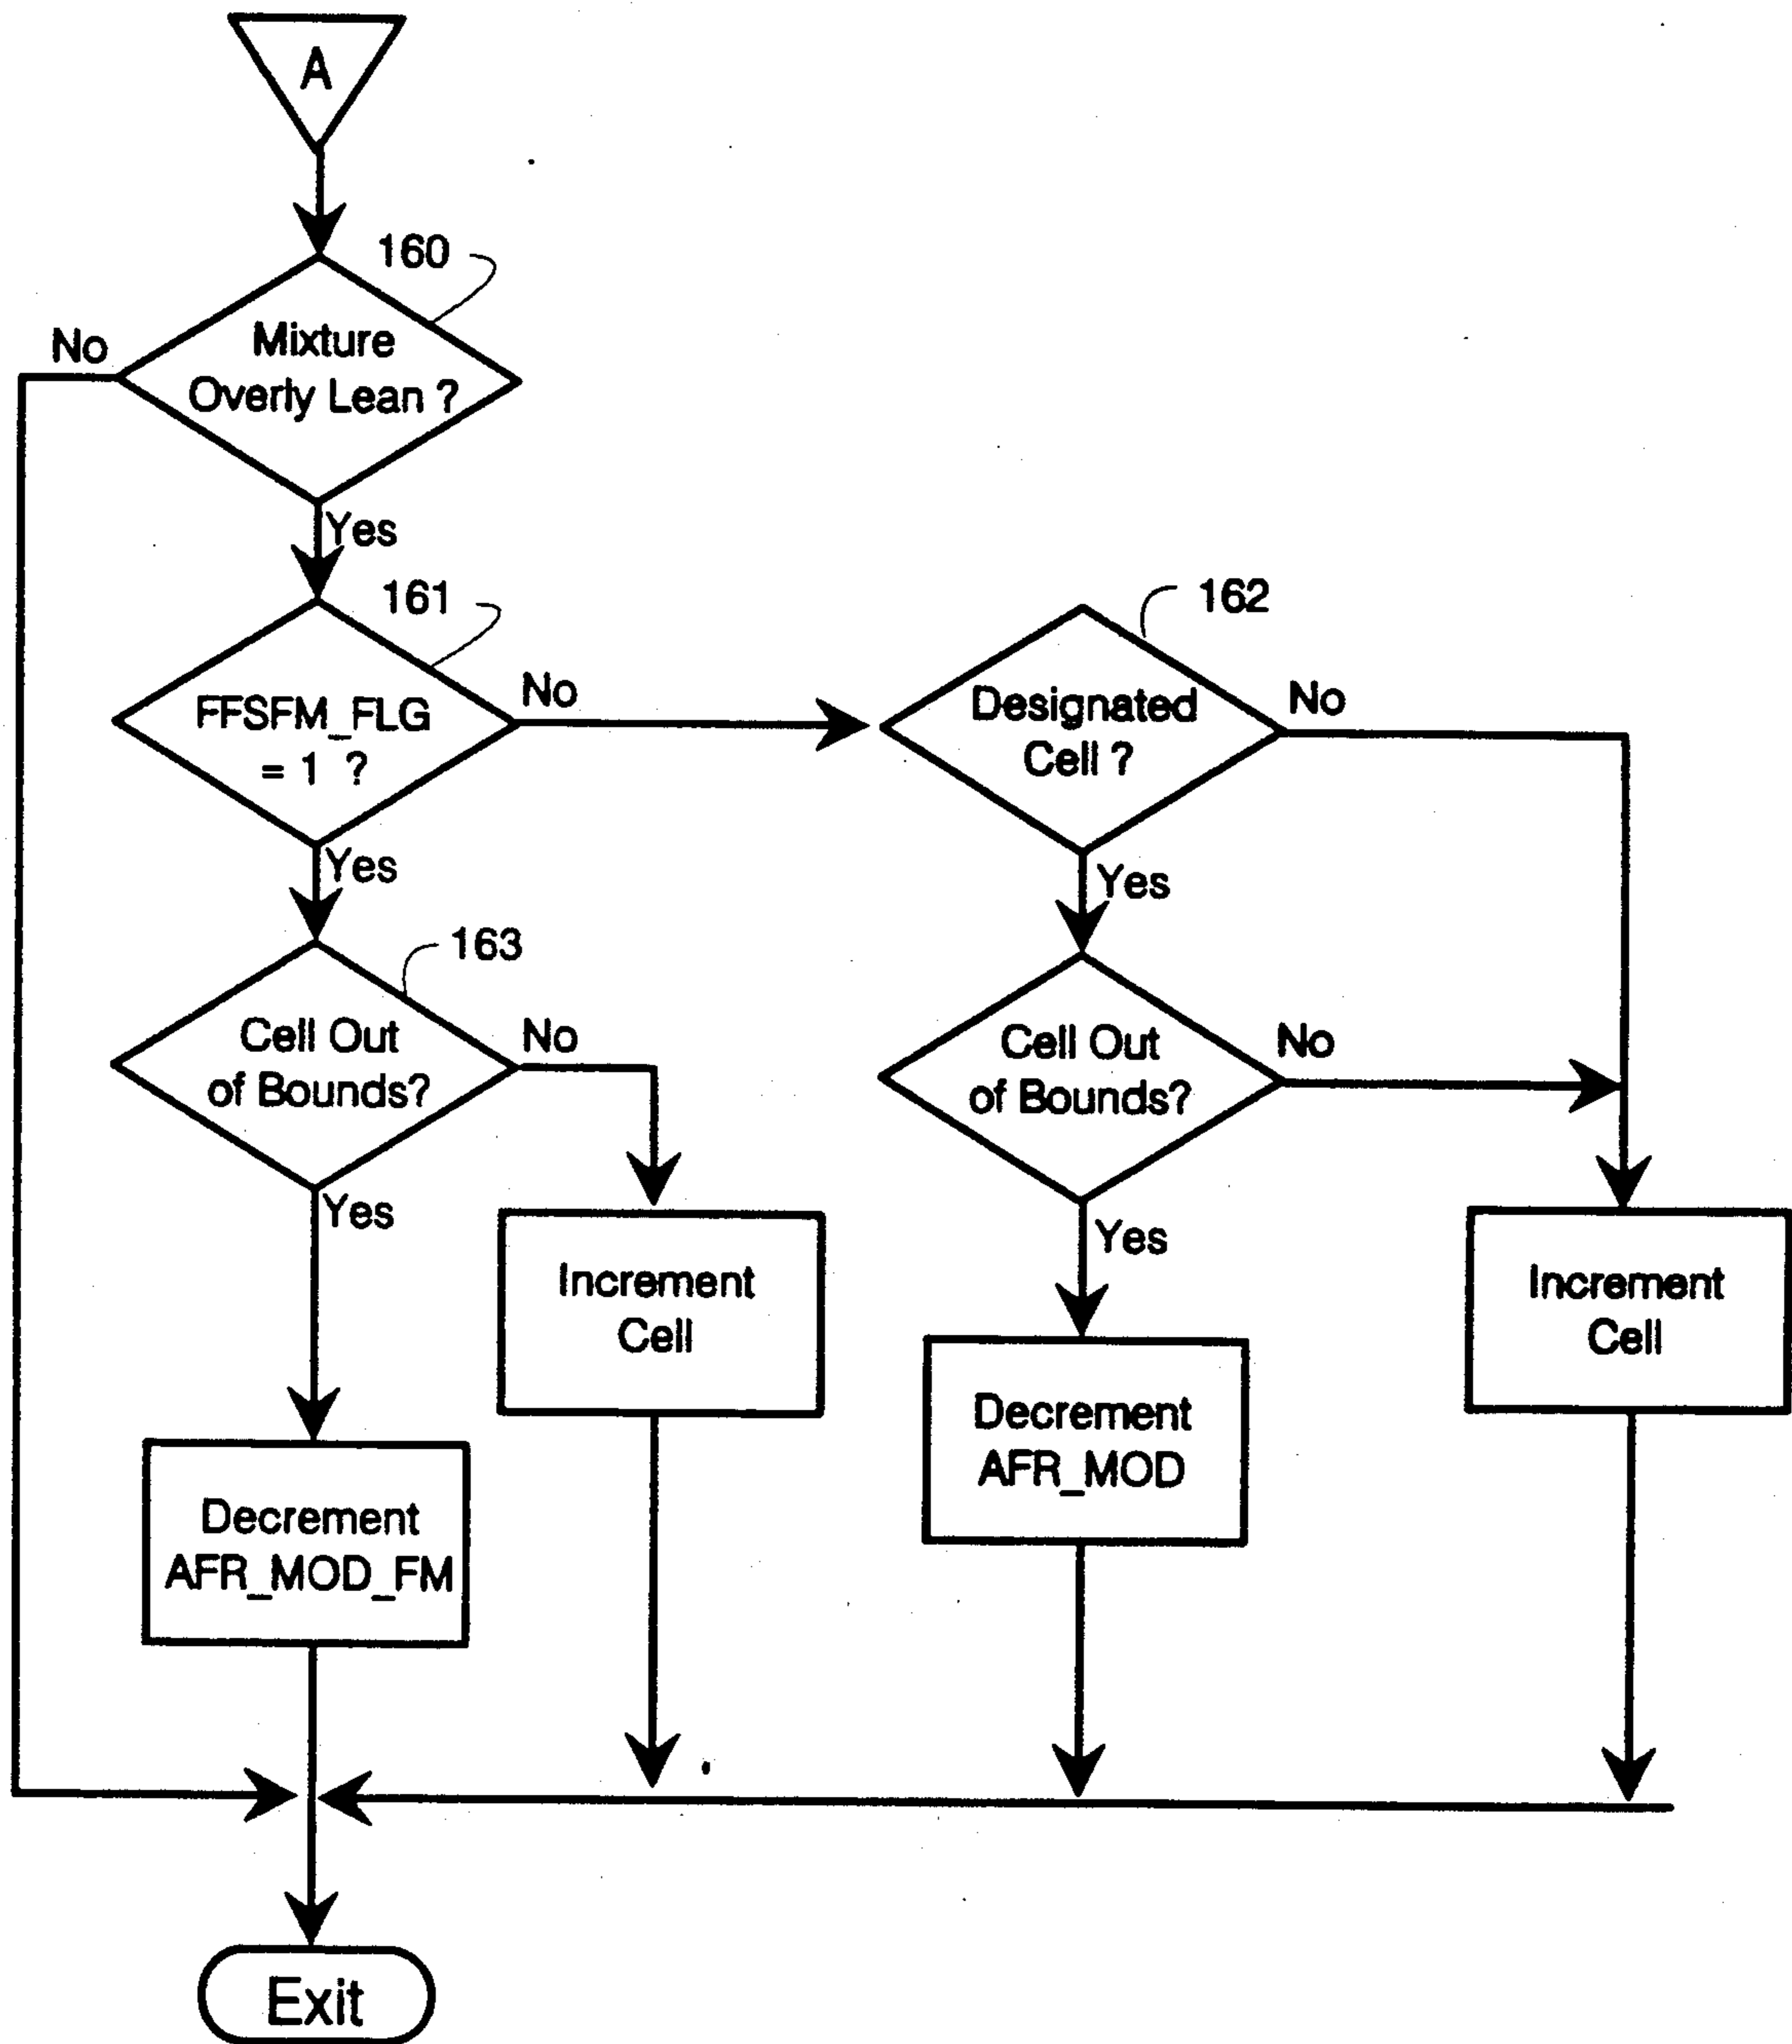 A
160
No
Mixture
Overly Lean ?
Yes
161
162
FFSFM_FLG
= 1 ?
No
Designated
Cell ?
No
Yes
Yes
163
Cell Out
of Bounds?
No
Cell Out
of Bounds?
No
Yes
Yes
Increment
Cell
Increment
Cell
Decrement
AFR_MOD
Decrement
AFR_MOD_FM
Exit